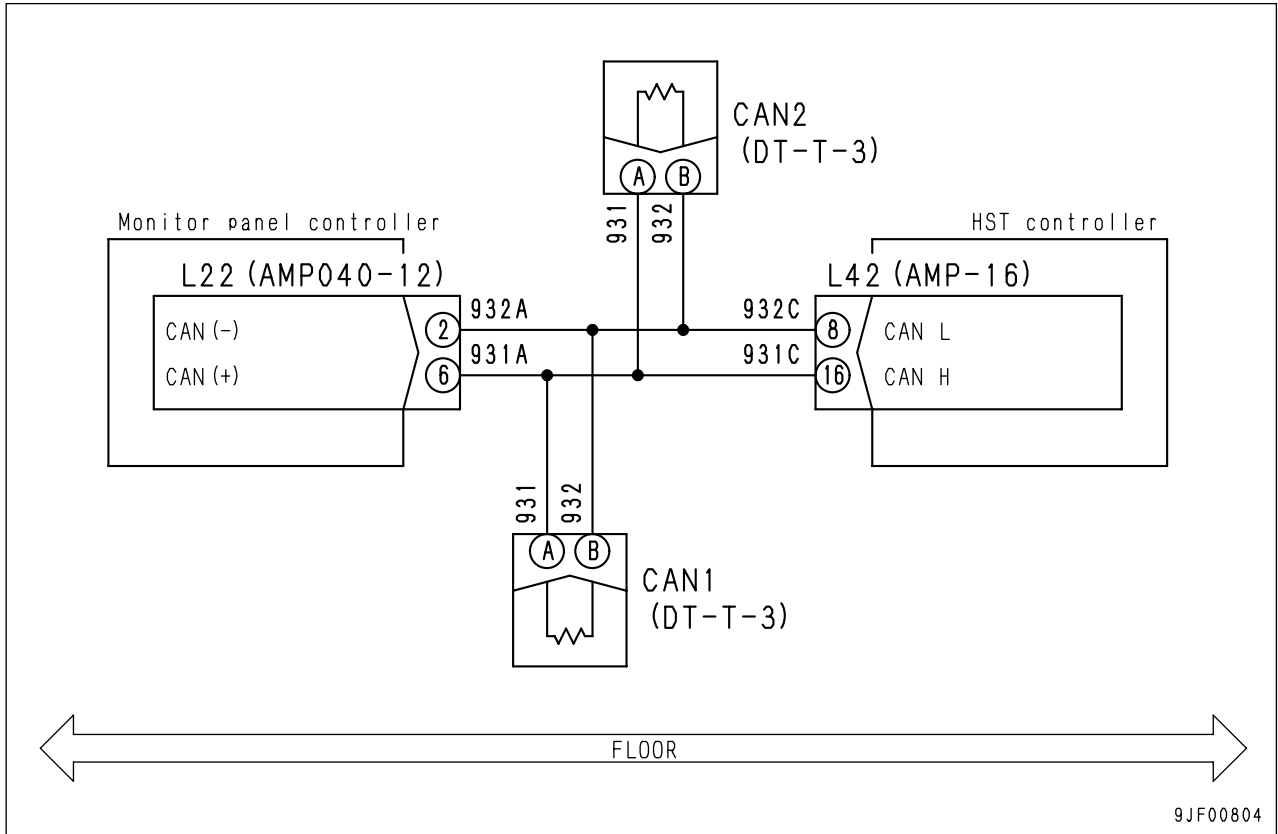 CAN2
(DT-T-3)
A B
931 932
Monitor panel controller
HST controller
L22 (AMP040-12)
L42 (AMP-16)
CAN (-) 2 932A 932C 8 CAN L
CAN (+) 6 931A 931C 16 CAN H
931 932
A B
CAN1
(DT-T-3)
FLOOR
9JF00804